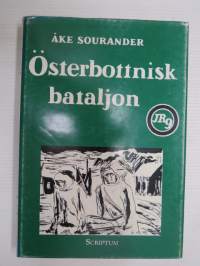 ÅKE SOURANDER
Österbottnisk
bataljon
JR9
SCRIPTUM